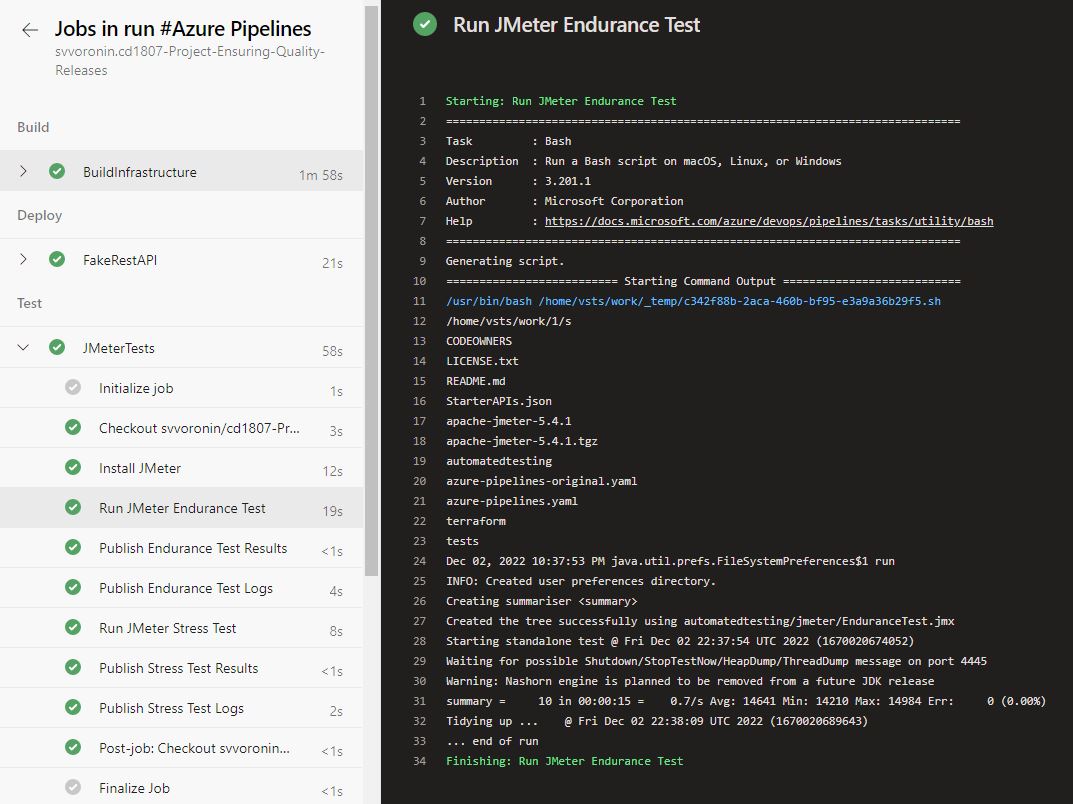 Jobs in run #Azure Pipelines
svvoronin.cd1807-Project-Ensuring-Quality-
Releases
Build
BuildInfrastructure 1m 58s
Deploy
FakeRestAPI 21s
Test
JMeterTests 58s
Initialize job 1s
Checkout svvoronin/cd1807-Pr... 3s
Install JMeter 12s
Run JMeter Endurance Test 19s
Publish Endurance Test Results <1s
Publish Endurance Test Logs 4s
Run JMeter Stress Test 8s
Publish Stress Test Results <1s
Publish Stress Test Logs 2s
Post-job: Checkout svvoronin... <1s
Finalize Job <1s
Run JMeter Endurance Test
1 Starting: Run JMeter Endurance Test
2 ==============================================================================
3 Task : Bash
4 Description : Run a Bash script on macOS, Linux, or Windows
5 Version : 3.201.1
6 Author : Microsoft Corporation
7 Help : https://docs.microsoft.com/azure/devops/pipelines/tasks/utility/bash
8 ==============================================================================
9 Generating script.
10 ========================== Starting Command Output ===========================
11 /usr/bin/bash /home/vsts/work/_temp/c342f88b-2aca-460b-bf95-e3a9a36b29f5.sh
12 /home/vsts/work/1/s
13 CODEOWNERS
14 LICENSE.txt
15 README.md
16 StarterAPIs.json
17 apache-jmeter-5.4.1
18 apache-jmeter-5.4.1.tgz
19 automatedtesting
20 azure-pipelines-original.yaml
21 azure-pipelines.yaml
22 terraform
23 tests
24 Dec 02, 2022 10:37:53 PM java.util.prefs.FileSystemPreferences$1 run
25 INFO: Created user preferences directory.
26 Creating summariser <summary>
27 Created the tree successfully using automatedtesting/jmeter/EnduranceTest.jmx
28 Starting standalone test @ Fri Dec 02 22:37:54 UTC 2022 (1670020674052)
29 Waiting for possible Shutdown/StopTestNow/HeapDump/ThreadDump message on port 4445
30 Warning: Nashorn engine is planned to be removed from a future JDK release
31 summary =     10 in 00:00:15 =    0.7/s Avg: 14641 Min: 14210 Max: 14984 Err:     0 (0.00%)
32 Tidying up ...    @ Fri Dec 02 22:38:09 UTC 2022 (1670020689643)
33 ... end of run
34 Finishing: Run JMeter Endurance Test